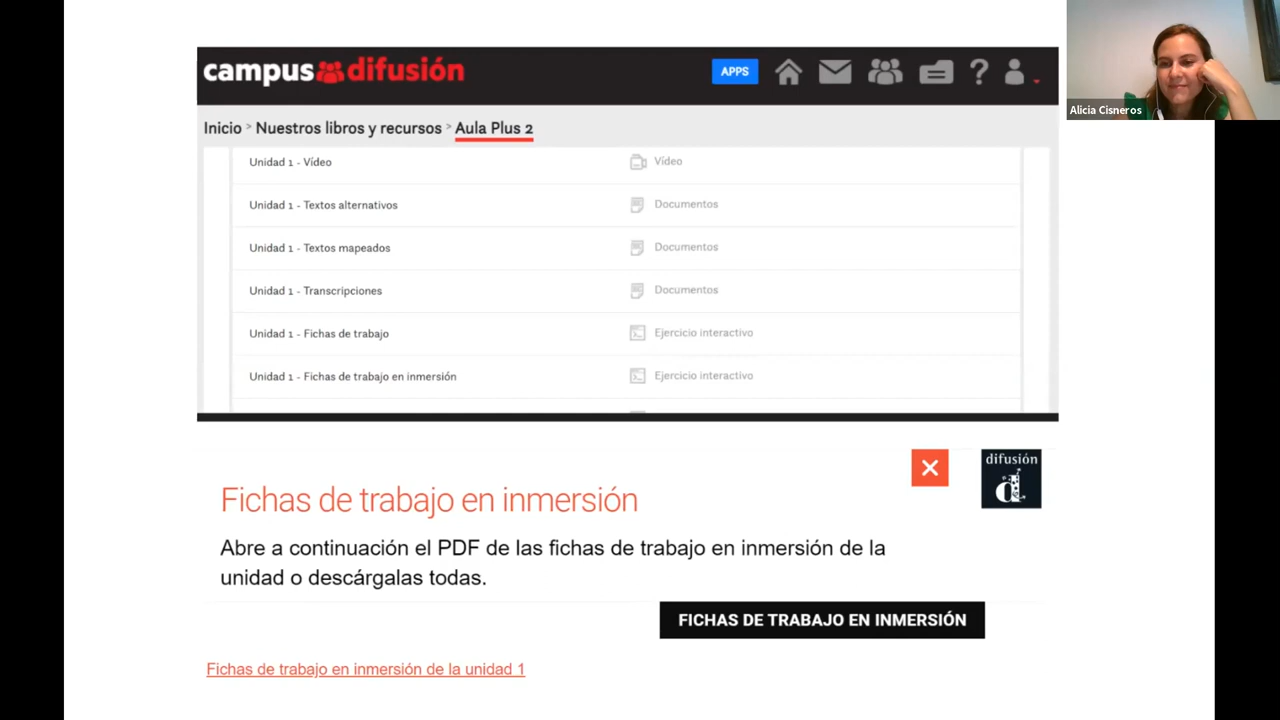 campus difusión
APPS
?
Alicia Cisneros
Inicio > Nuestros libros y recursos > Aula Plus 2
Unidad 1 - Vídeo Vídeo
Unidad 1 - Textos alternativos Documentos
Unidad 1 - Textos mapeados Documentos
Unidad 1 - Transcripciones Documentos
Unidad 1 - Fichas de trabajo Ejercicio interactivo
Unidad 1 - Fichas de trabajo en inmersión Ejercicio interactivo
difusión
d
Fichas de trabajo en inmersión
Abre a continuación el PDF de las fichas de trabajo en inmersión de la
unidad o descárgalas todas.
FICHAS DE TRABAJO EN INMERSIÓN
Fichas de trabajo en inmersión de la unidad 1